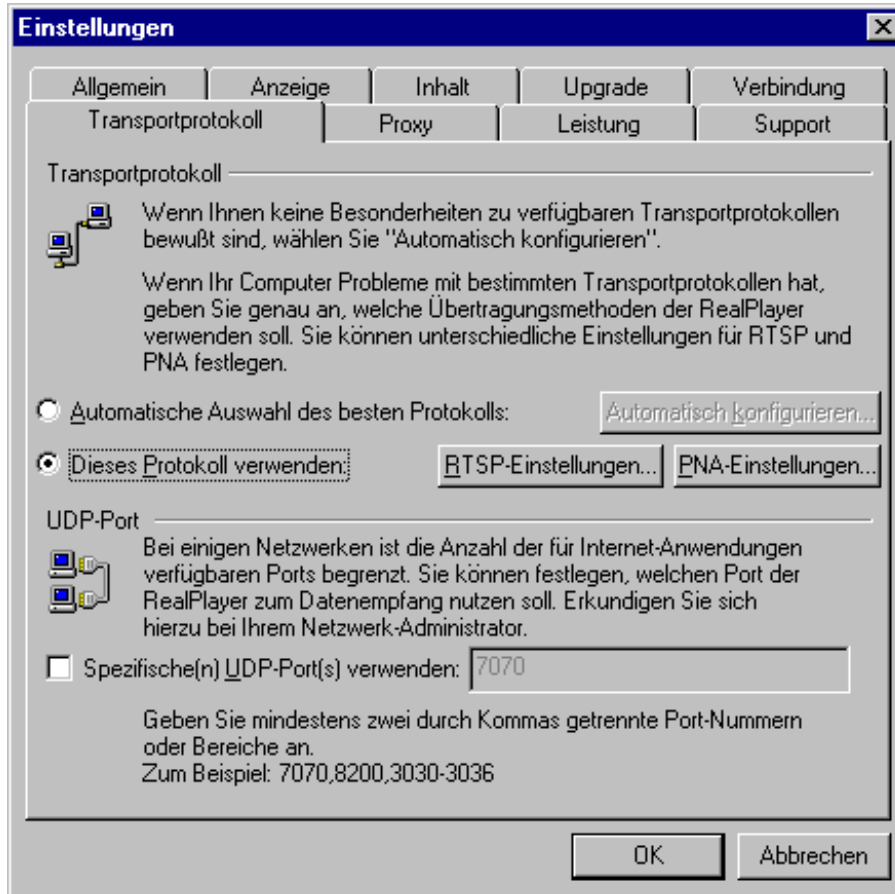 Einstellungen
Allgemein Anzeige Inhalt Upgrade Verbindung
Transportprotokoll Proxy Leistung Support
Transportprotokoll
Wenn Ihnen keine Besonderheiten zu verfügbaren Transportprotokollen
bewußt sind, wählen Sie "Automatisch konfigurieren".
Wenn Ihr Computer Probleme mit bestimmten Transportprotokollen hat,
geben Sie genau an, welche Übertragungsmethoden der RealPlayer
verwenden soll. Sie können unterschiedliche Einstellungen für RTSP und
PNA festlegen.
Automatische Auswahl des besten Protokolls: Automatisch konfigurieren...
Dieses Protokoll verwenden: RTSP-Einstellungen... PNA-Einstellungen...
UDP-Port
Bei einigen Netzwerken ist die Anzahl der für Internet-Anwendungen
verfügbaren Ports begrenzt. Sie können festlegen, welchen Port der
RealPlayer zum Datenempfang nutzen soll. Erkundigen Sie sich
hierzu bei Ihrem Netzwerk-Administrator.
Spezifische(n) UDP-Port(s) verwenden: 7070
Geben Sie mindestens zwei durch Kommas getrennte Port-Nummern
oder Bereiche an.
Zum Beispiel: 7070,8200,3030-3036
OK Abbrechen